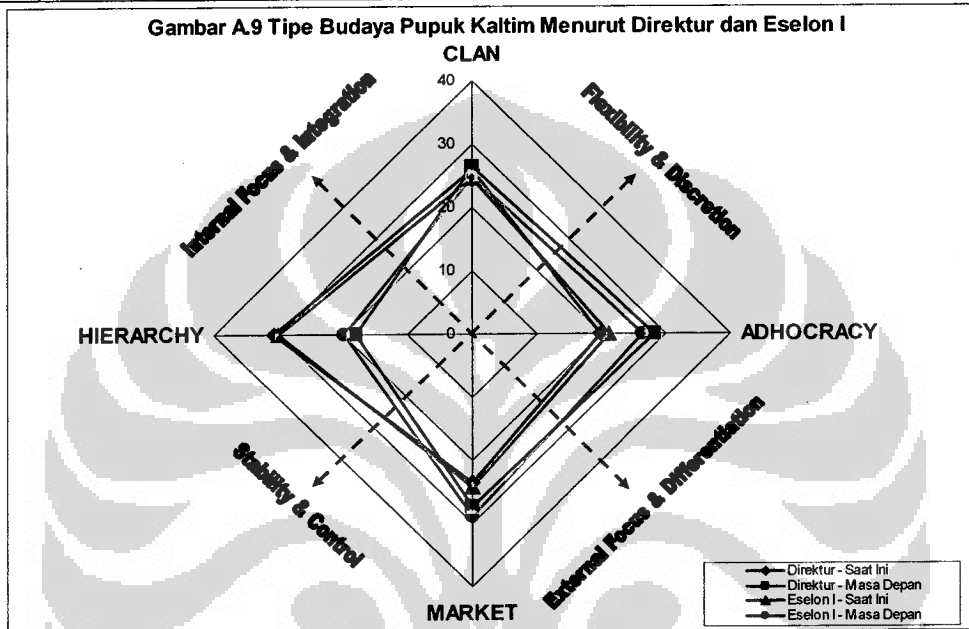 Gambar A.9 Tipe Budaya Pupuk Kaltim Menurut Direktur dan Eselon I
CLAN
40
30
20
10
0
Internal Focus & Integration
Flexibility & Discretion
HIERARCHY
ADHOCRACY
Stability & Control
External Focus & Differentiation
MARKET
Direktur - Saat Ini
Direktur - Masa Depan
Eselon I - Saat Ini
Eselon I - Masa Depan